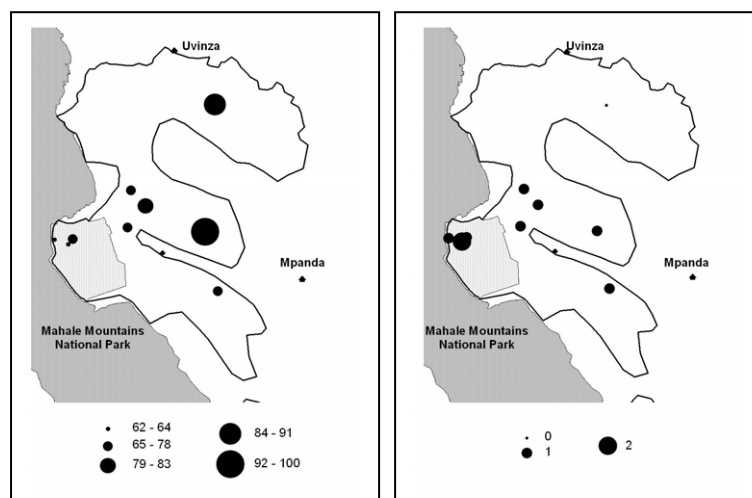 Uvinza
Mpanda
Mahale Mountains
National Park
62 - 64
65 - 78
79 - 83
84 - 91
92 - 100
Uvinza
Mpanda
Mahale Mountains
National Park
0
1
2